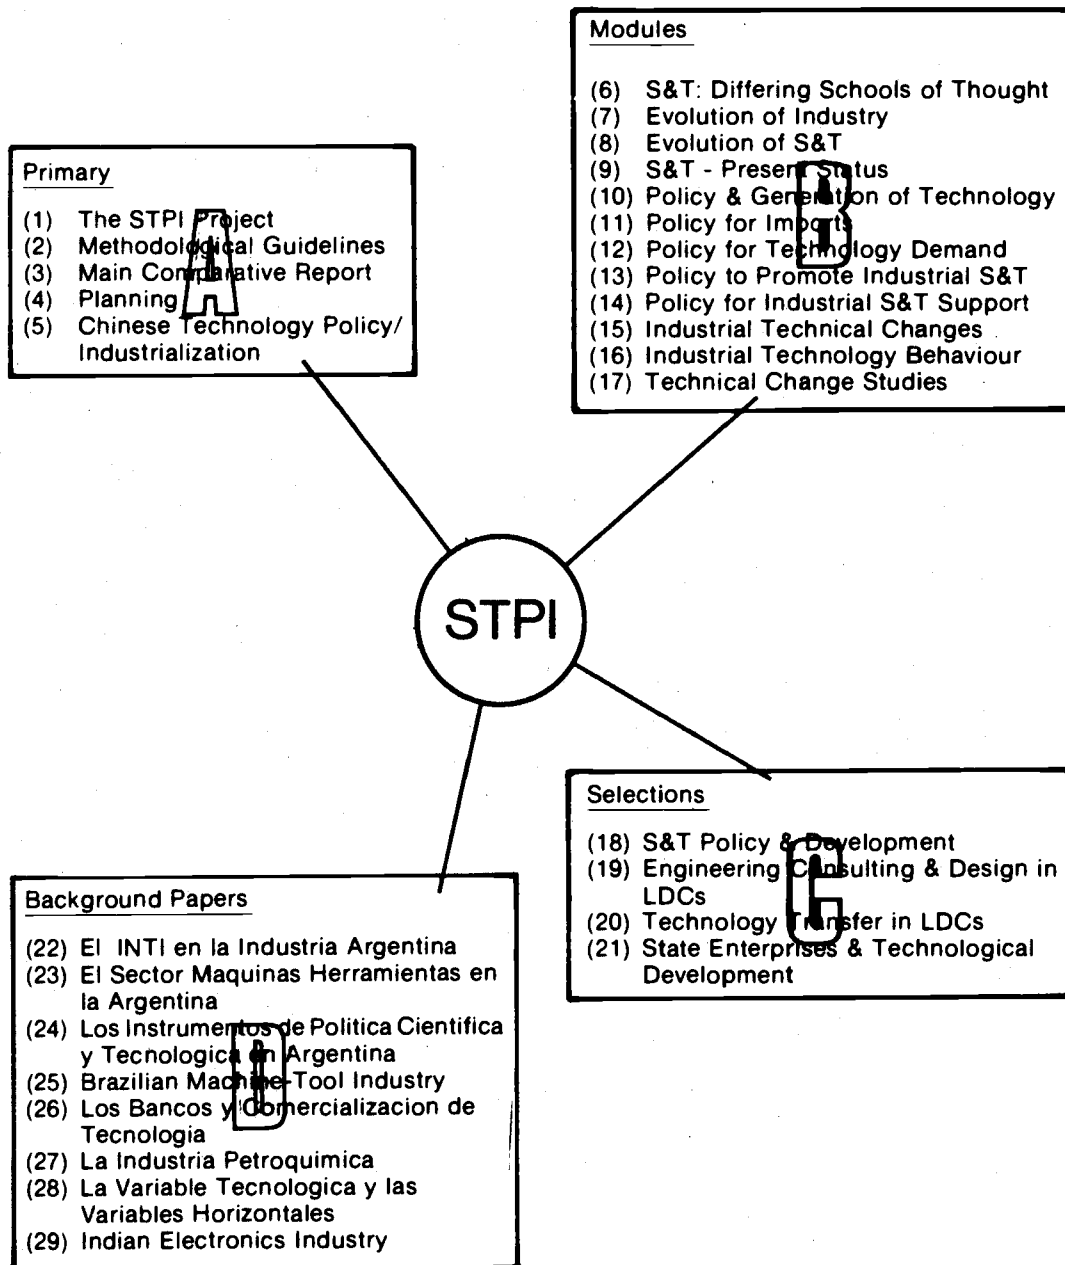 Primary
(1) The STPI Project
(2) Methodological Guidelines
(3) Main Comparative Report
(4) Planning
(5) Chinese Technology Policy/
Industrialization
A
Modules
(6) S&T: Differing Schools of Thought
(7) Evolution of Industry
(8) Evolution of S&T
(9) S&T - Present Status
(10) Policy & Generation of Technology
(11) Policy for Imports
(12) Policy for Technology Demand
(13) Policy to Promote Industrial S&T
(14) Policy for Industrial S&T Support
(15) Industrial Technical Changes
(16) Industrial Technology Behaviour
(17) Technical Change Studies
B
STPI
Selections
(18) S&T Policy & Development
(19) Engineering Consulting & Design in
LDCs
(20) Technology Transfer in LDCs
(21) State Enterprises & Technological
Development
C
Background Papers
(22) El INTI en la Industria Argentina
(23) El Sector Maquinas Herramientas en
la Argentina
(24) Los Instrumentos de Politica Cientifica
y Tecnologica en Argentina
(25) Brazilian Machine-Tool Industry
(26) Los Bancos y Comercializacion de
Tecnologia
(27) La Industria Petroquimica
(28) La Variable Tecnologica y las
Variables Horizontales
(29) Indian Electronics Industry
D